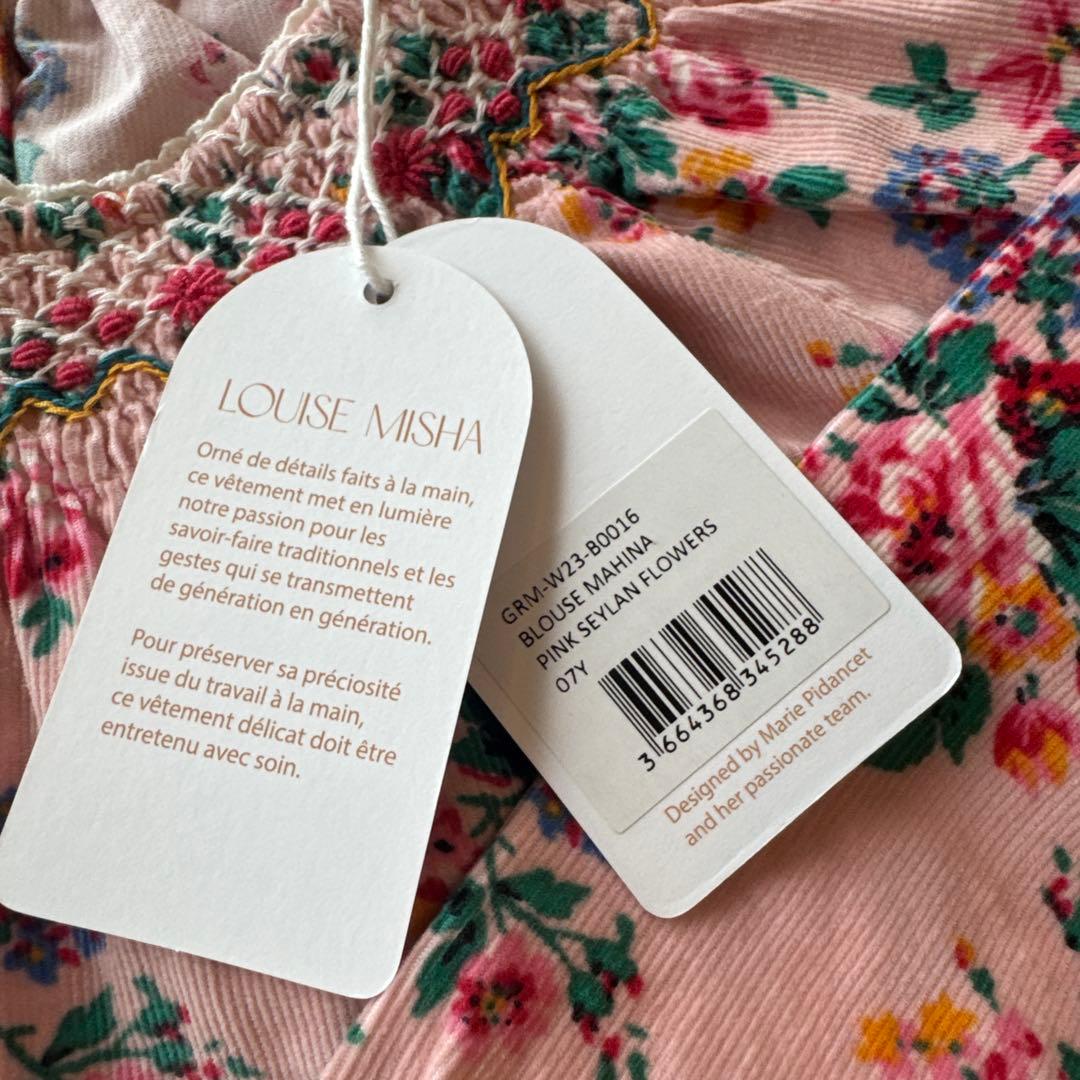 LOUISE MISHA
Orné de détails faits à la main,
ce vêtement met en lumière
notre passion pour les
savoir-faire traditionnels et les
gestes qui se transmettent
de génération en génération.
Pour préserver sa préciosité
issue du travail à la main,
ce vêtement délicat doit être
entretenu avec soin.
GRM-W23-B0016
BLOUSE MAHINA
PINK SEYLAN FLOWERS
07Y
3 664368 345288
Designed by Marie Pidancet
and her passionate team.